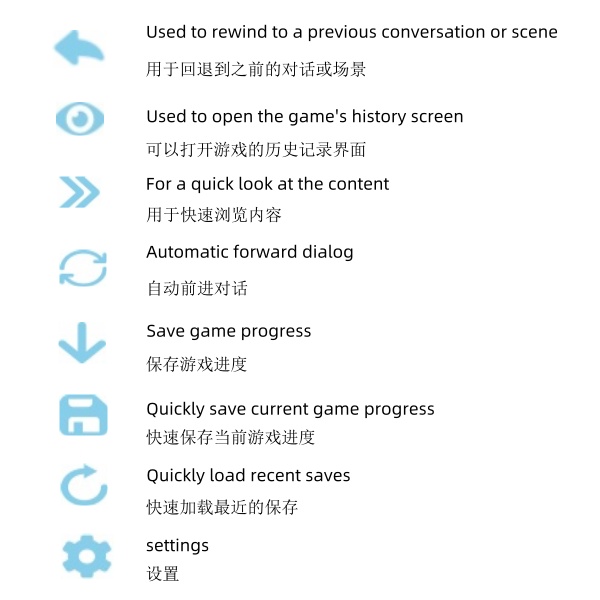 Used to rewind to a previous conversation or scene
用于回退到之前的对话或场景
Used to open the game's history screen
可以打开游戏的历史记录界面
For a quick look at the content
用于快速浏览内容
Automatic forward dialog
自动前进对话
Save game progress
保存游戏进度
Quickly save current game progress
快速保存当前游戏进度
Quickly load recent saves
快速加载最近的保存
settings
设置